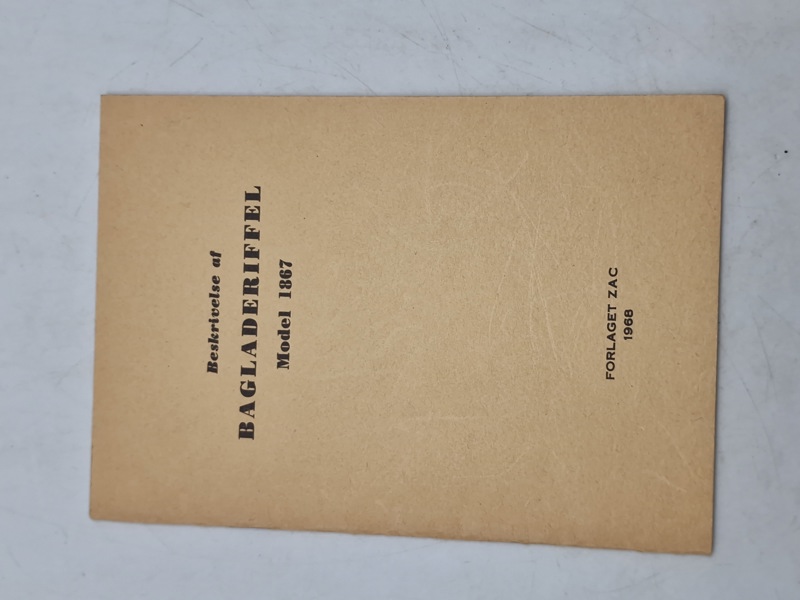 Beskrivelse af
BAGLADERIFFEL
Model 1867
FORLAGET ZAC
1968